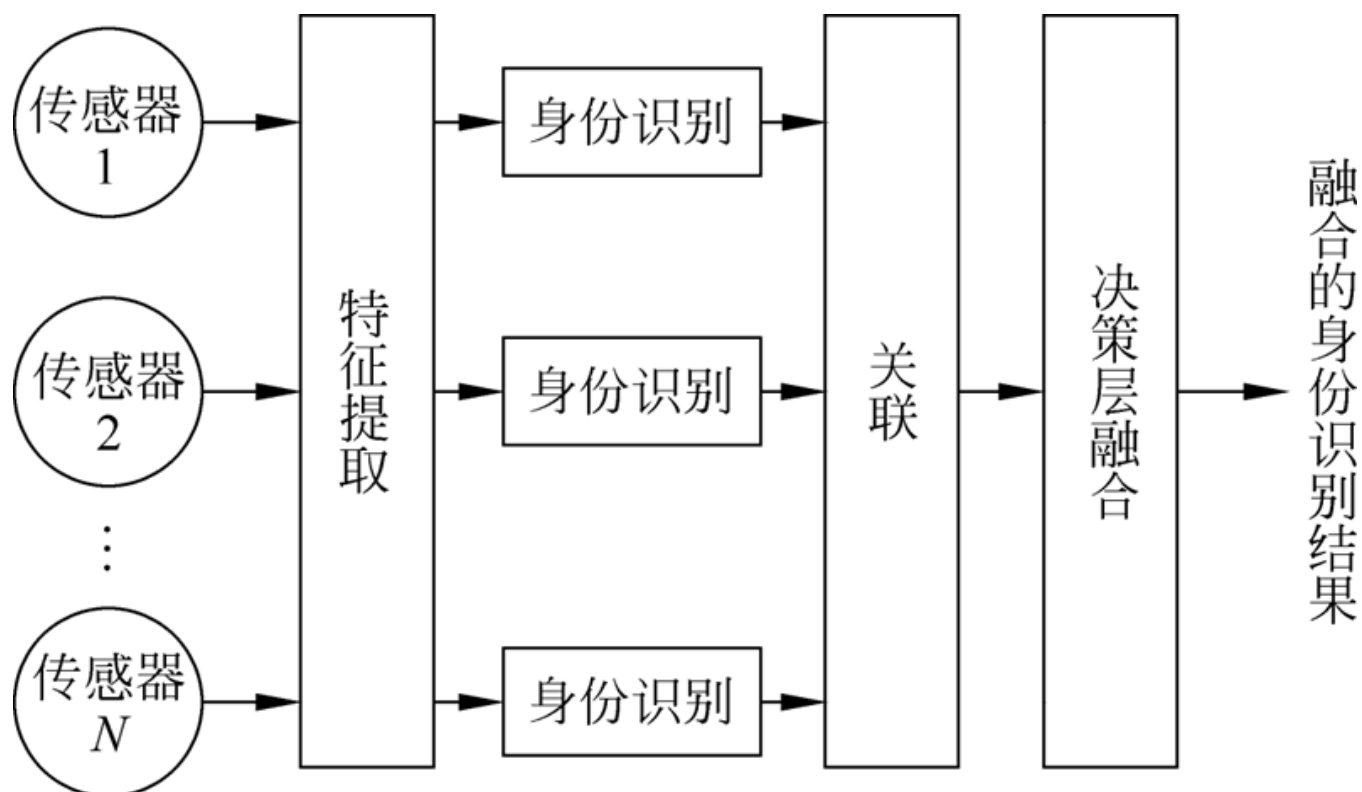 传感器
1
传感器
2
⋮
传感器
N
特征提取
身份识别
身份识别
身份识别
关联
决策层融合
融合的身份识别结果